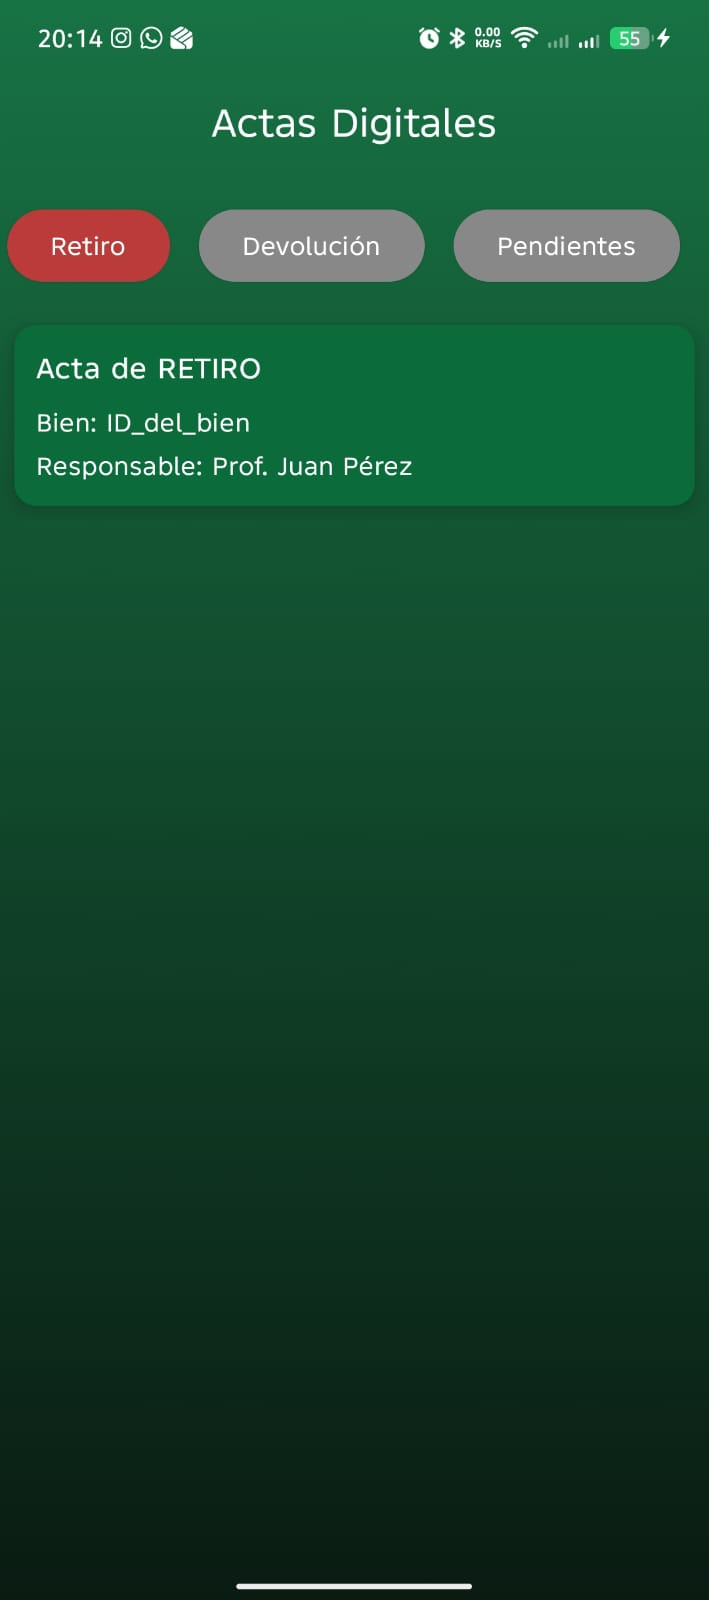 20:14 0.00 KB/S 55
Actas Digitales
Retiro Devolución Pendientes
Acta de RETIRO
Bien: ID_del_bien
Responsable: Prof. Juan Pérez